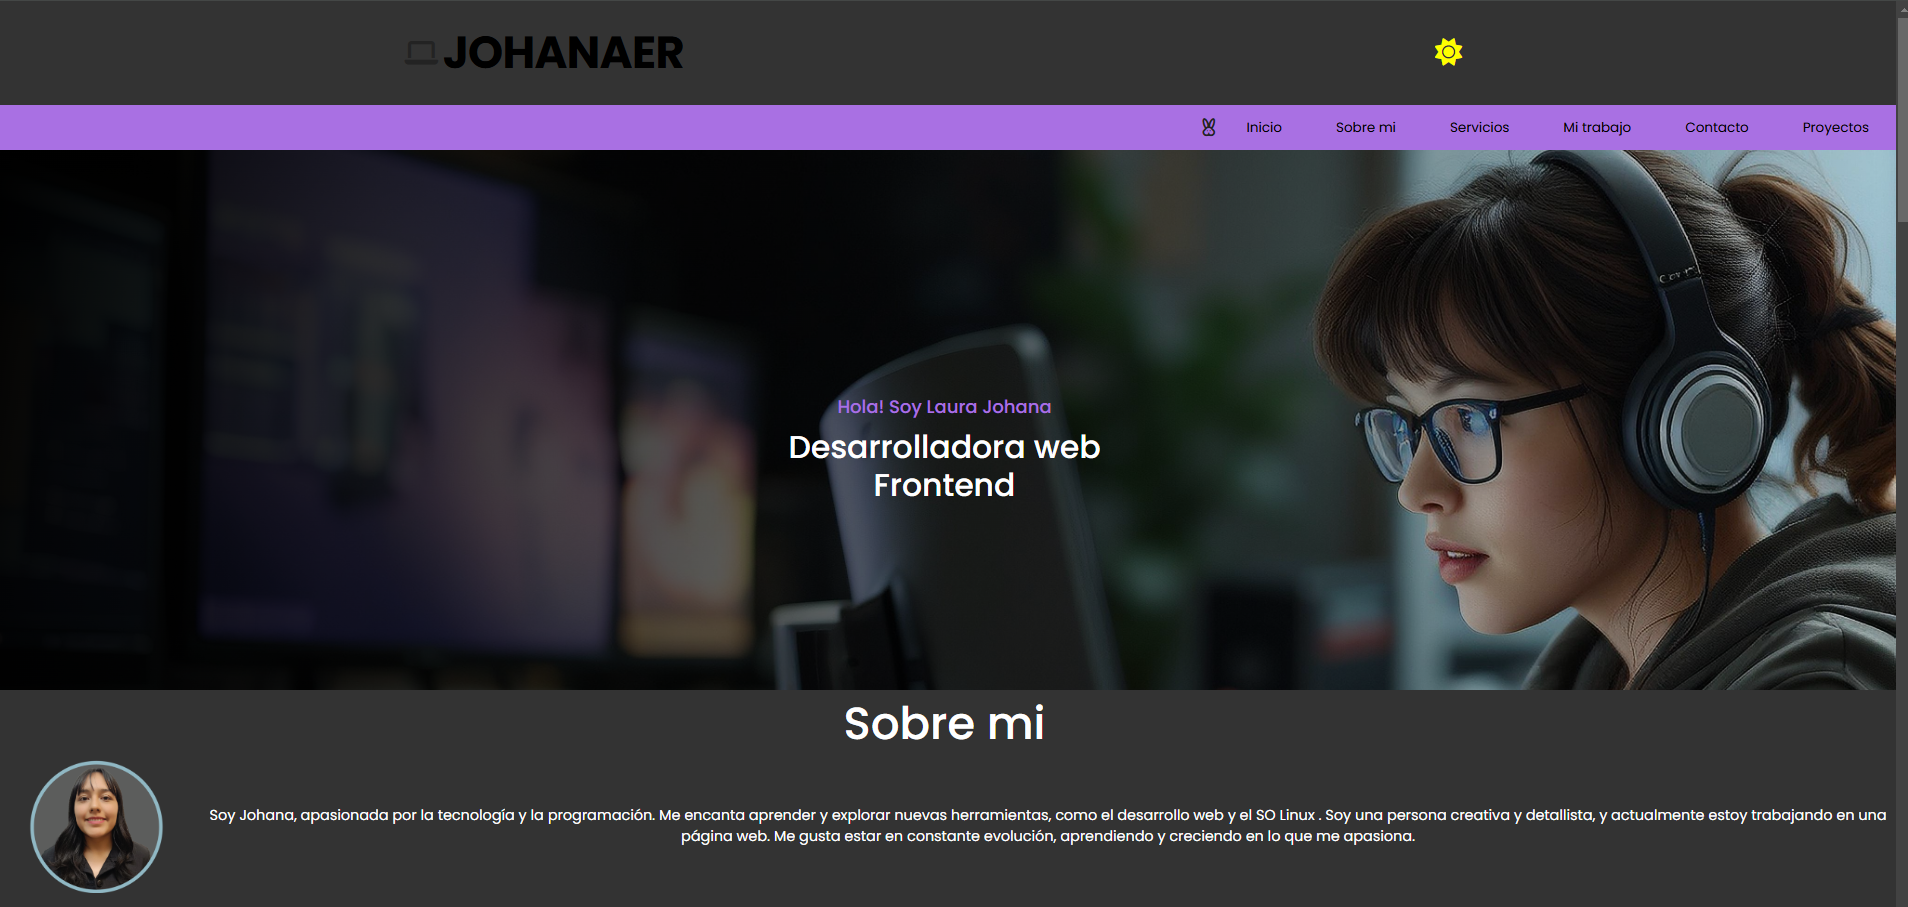 JOHANAER
Inicio Sobre mi Servicios Mi trabajo Contacto Proyectos
Hola! Soy Laura Johana
Desarrolladora web
Frontend
Sobre mi
Soy Johana, apasionada por la tecnología y la programación. Me encanta aprender y explorar nuevas herramientas, como el desarrollo web y el SO Linux . Soy una persona creativa y detallista, y actualmente estoy trabajando en una
página web. Me gusta estar en constante evolución, aprendiendo y creciendo en lo que me apasiona.